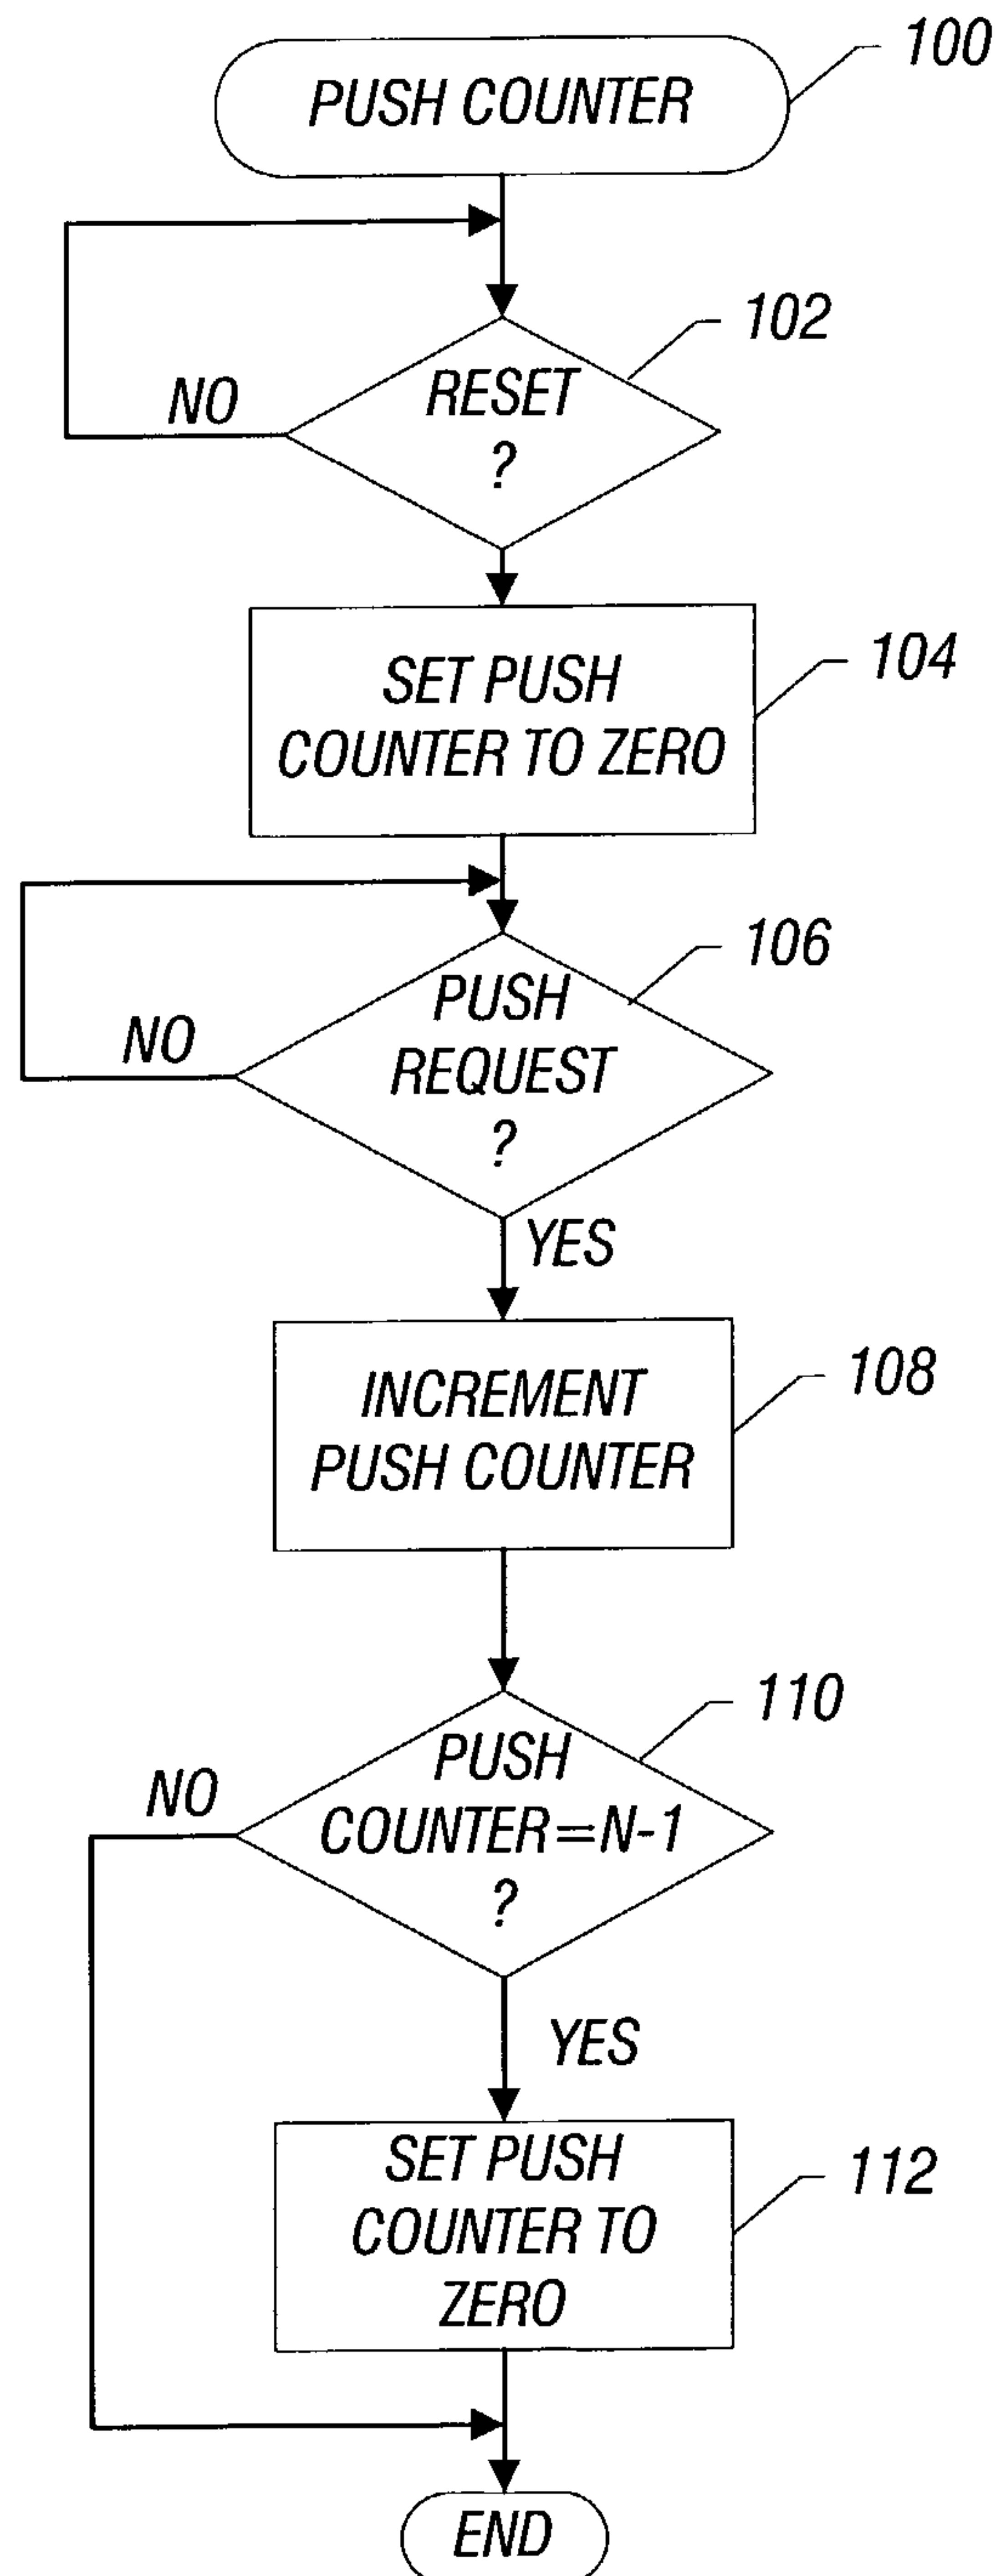 PUSH COUNTER
100
RESET
?
102
NO
SET PUSH
COUNTER TO ZERO
104
PUSH
REQUEST
?
106
NO
YES
INCREMENT
PUSH COUNTER
108
PUSH
COUNTER=N-1
?
110
NO
YES
SET PUSH
COUNTER TO
ZERO
112
END